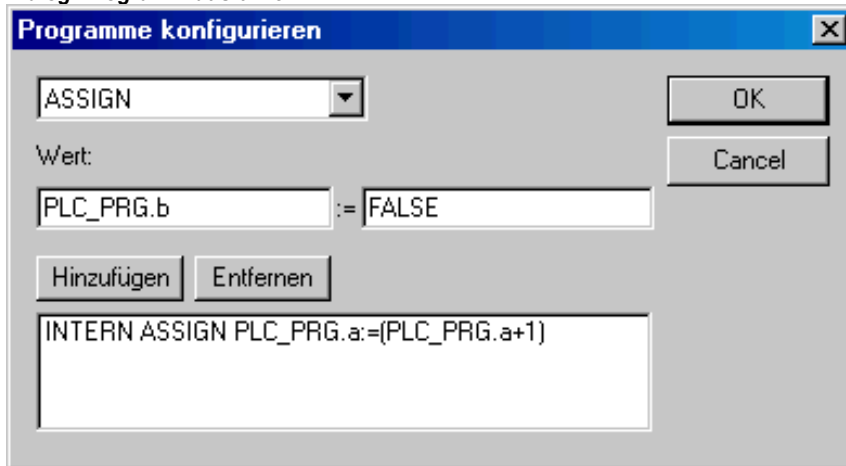 Programme konfigurieren
ASSIGN
OK
Wert:
Cancel
PLC_PRG.b := FALSE
Hinzufügen Entfernen
INTERN ASSIGN PLC_PRG.a:=(PLC_PRG.a+1)